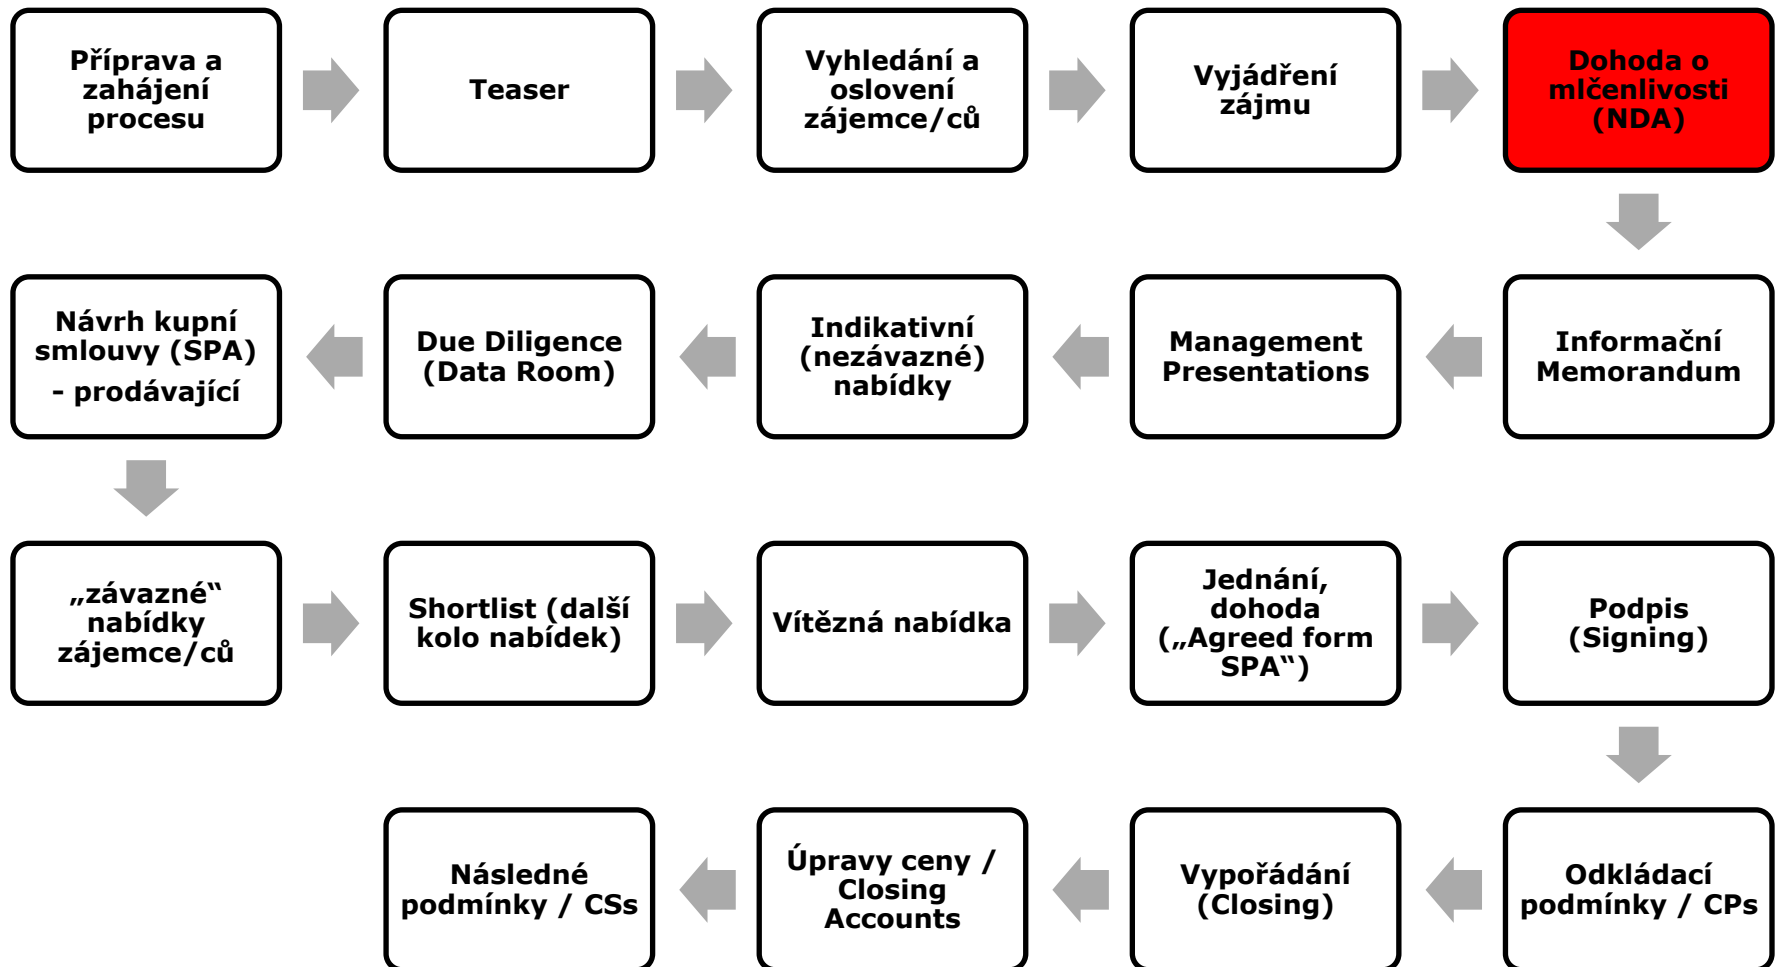 Příprava a
zahájení
procesu
Teaser
Vyhledání a
oslovení
zájemce/ců
Vyjádření
zájmu
Dohoda o
mlčenlivosti
(NDA)
Informační
Memorandum
Management
Presentations
Indikativní
(nezávazné)
nabídky
Due Diligence
(Data Room)
Návrh kupní
smlouvy (SPA)
- prodávající
„závazné“
nabídky
zájemce/ců
Shortlist (další
kolo nabídek)
Vítězná nabídka
Jednání,
dohoda
(„Agreed form
SPA“)
Podpis
(Signing)
Odkládací
podmínky / CPs
Vypořádání
(Closing)
Úpravy ceny /
Closing
Accounts
Následné
podmínky / CSs